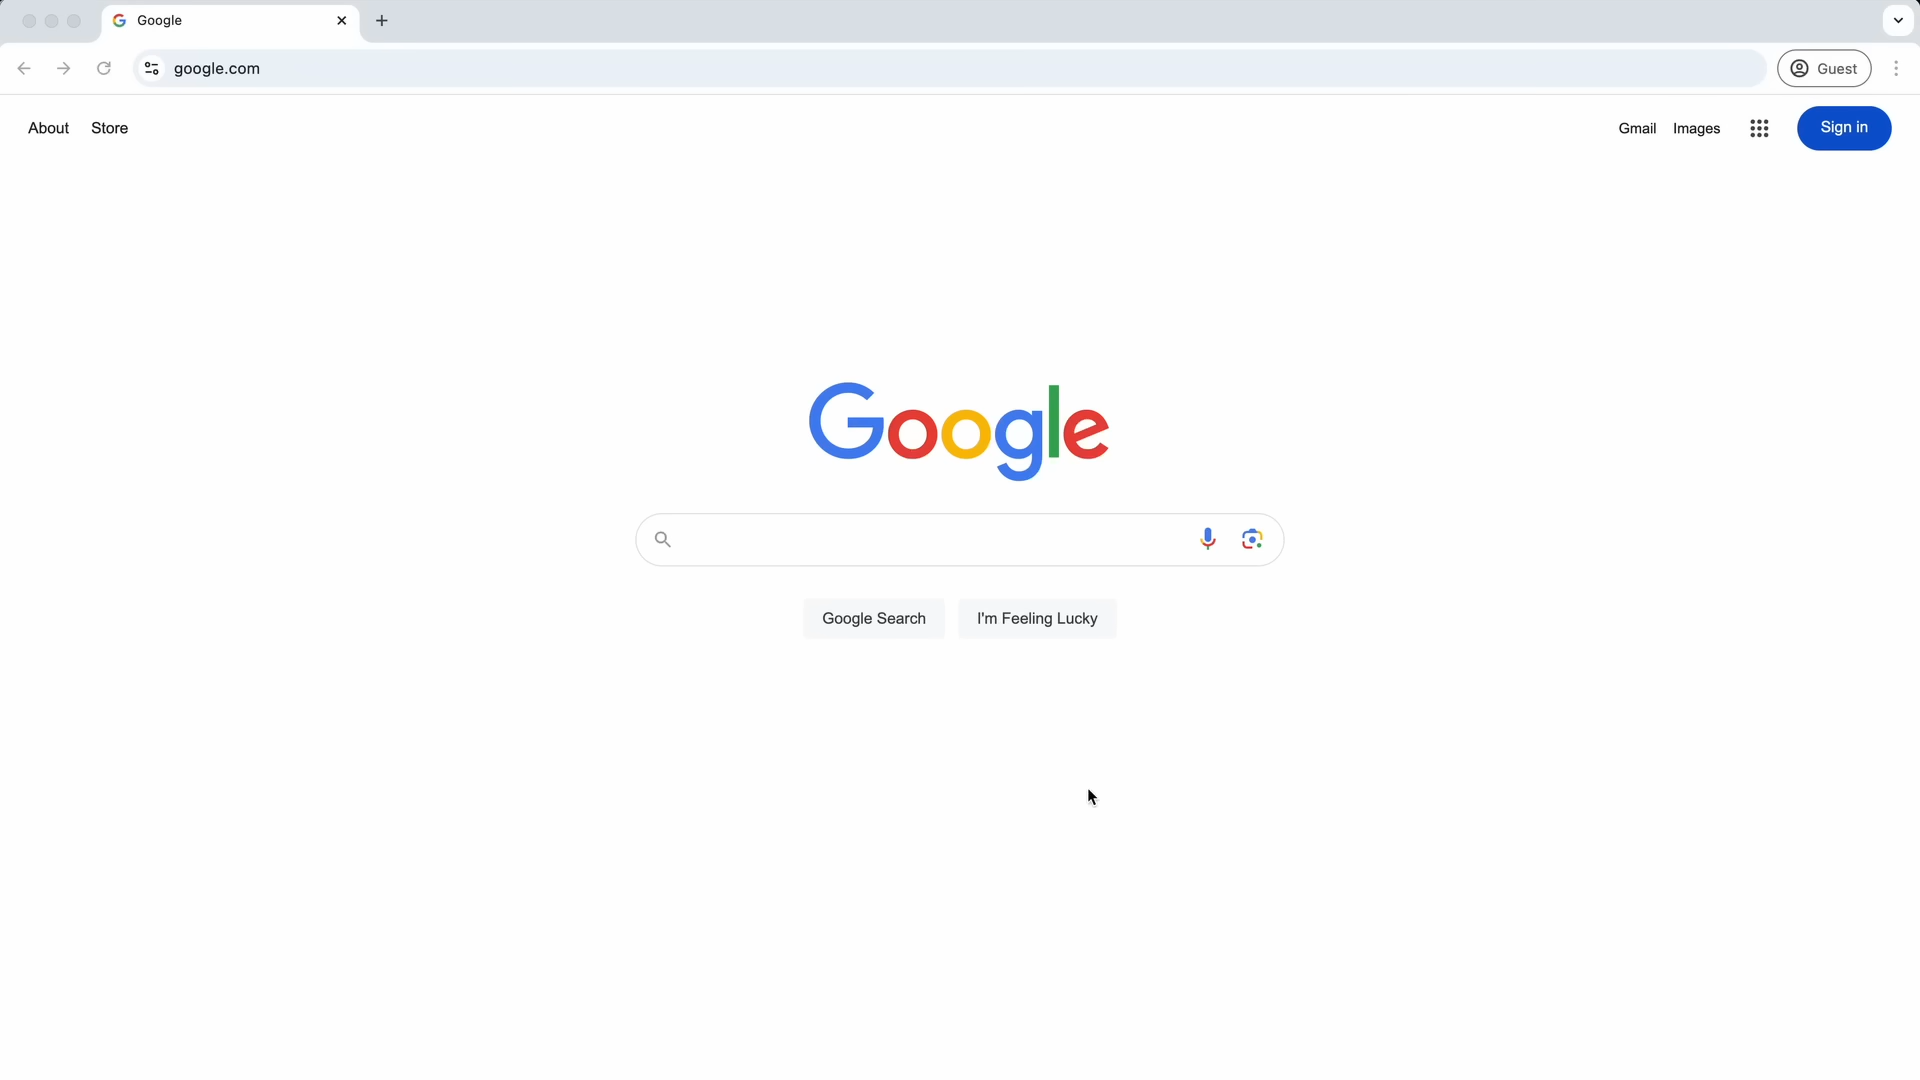 Google
google.com
Guest
About Store
Gmail Images
Sign in
Google
Google Search
I'm Feeling Lucky